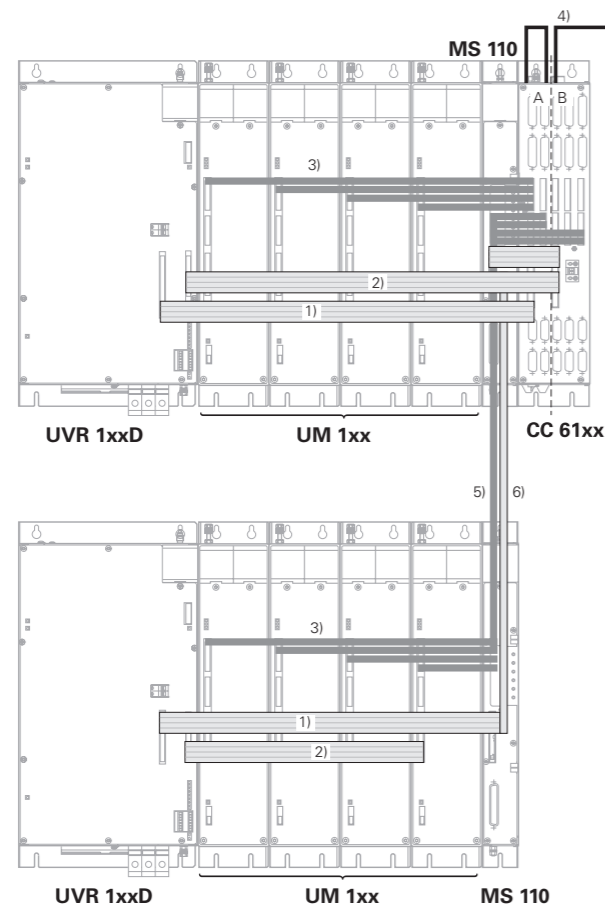 4)
MS 110
A B
3)
2)
1)
UVR 1xxD UM 1xx CC 61xx
5) 6)
3)
1)
2)
UVR 1xxD UM 1xx MS 110